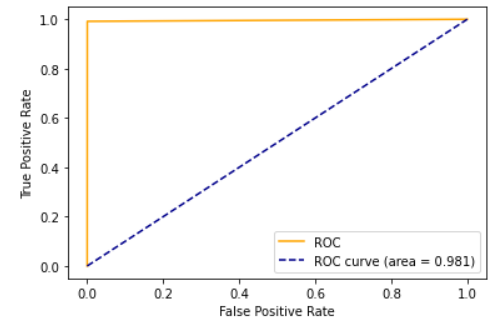 1.0
0.8
0.6
0.4
0.2
0.0
True Positive Rate
ROC
ROC curve (area = 0.981)
0.0 0.2 0.4 0.6 0.8 1.0
False Positive Rate